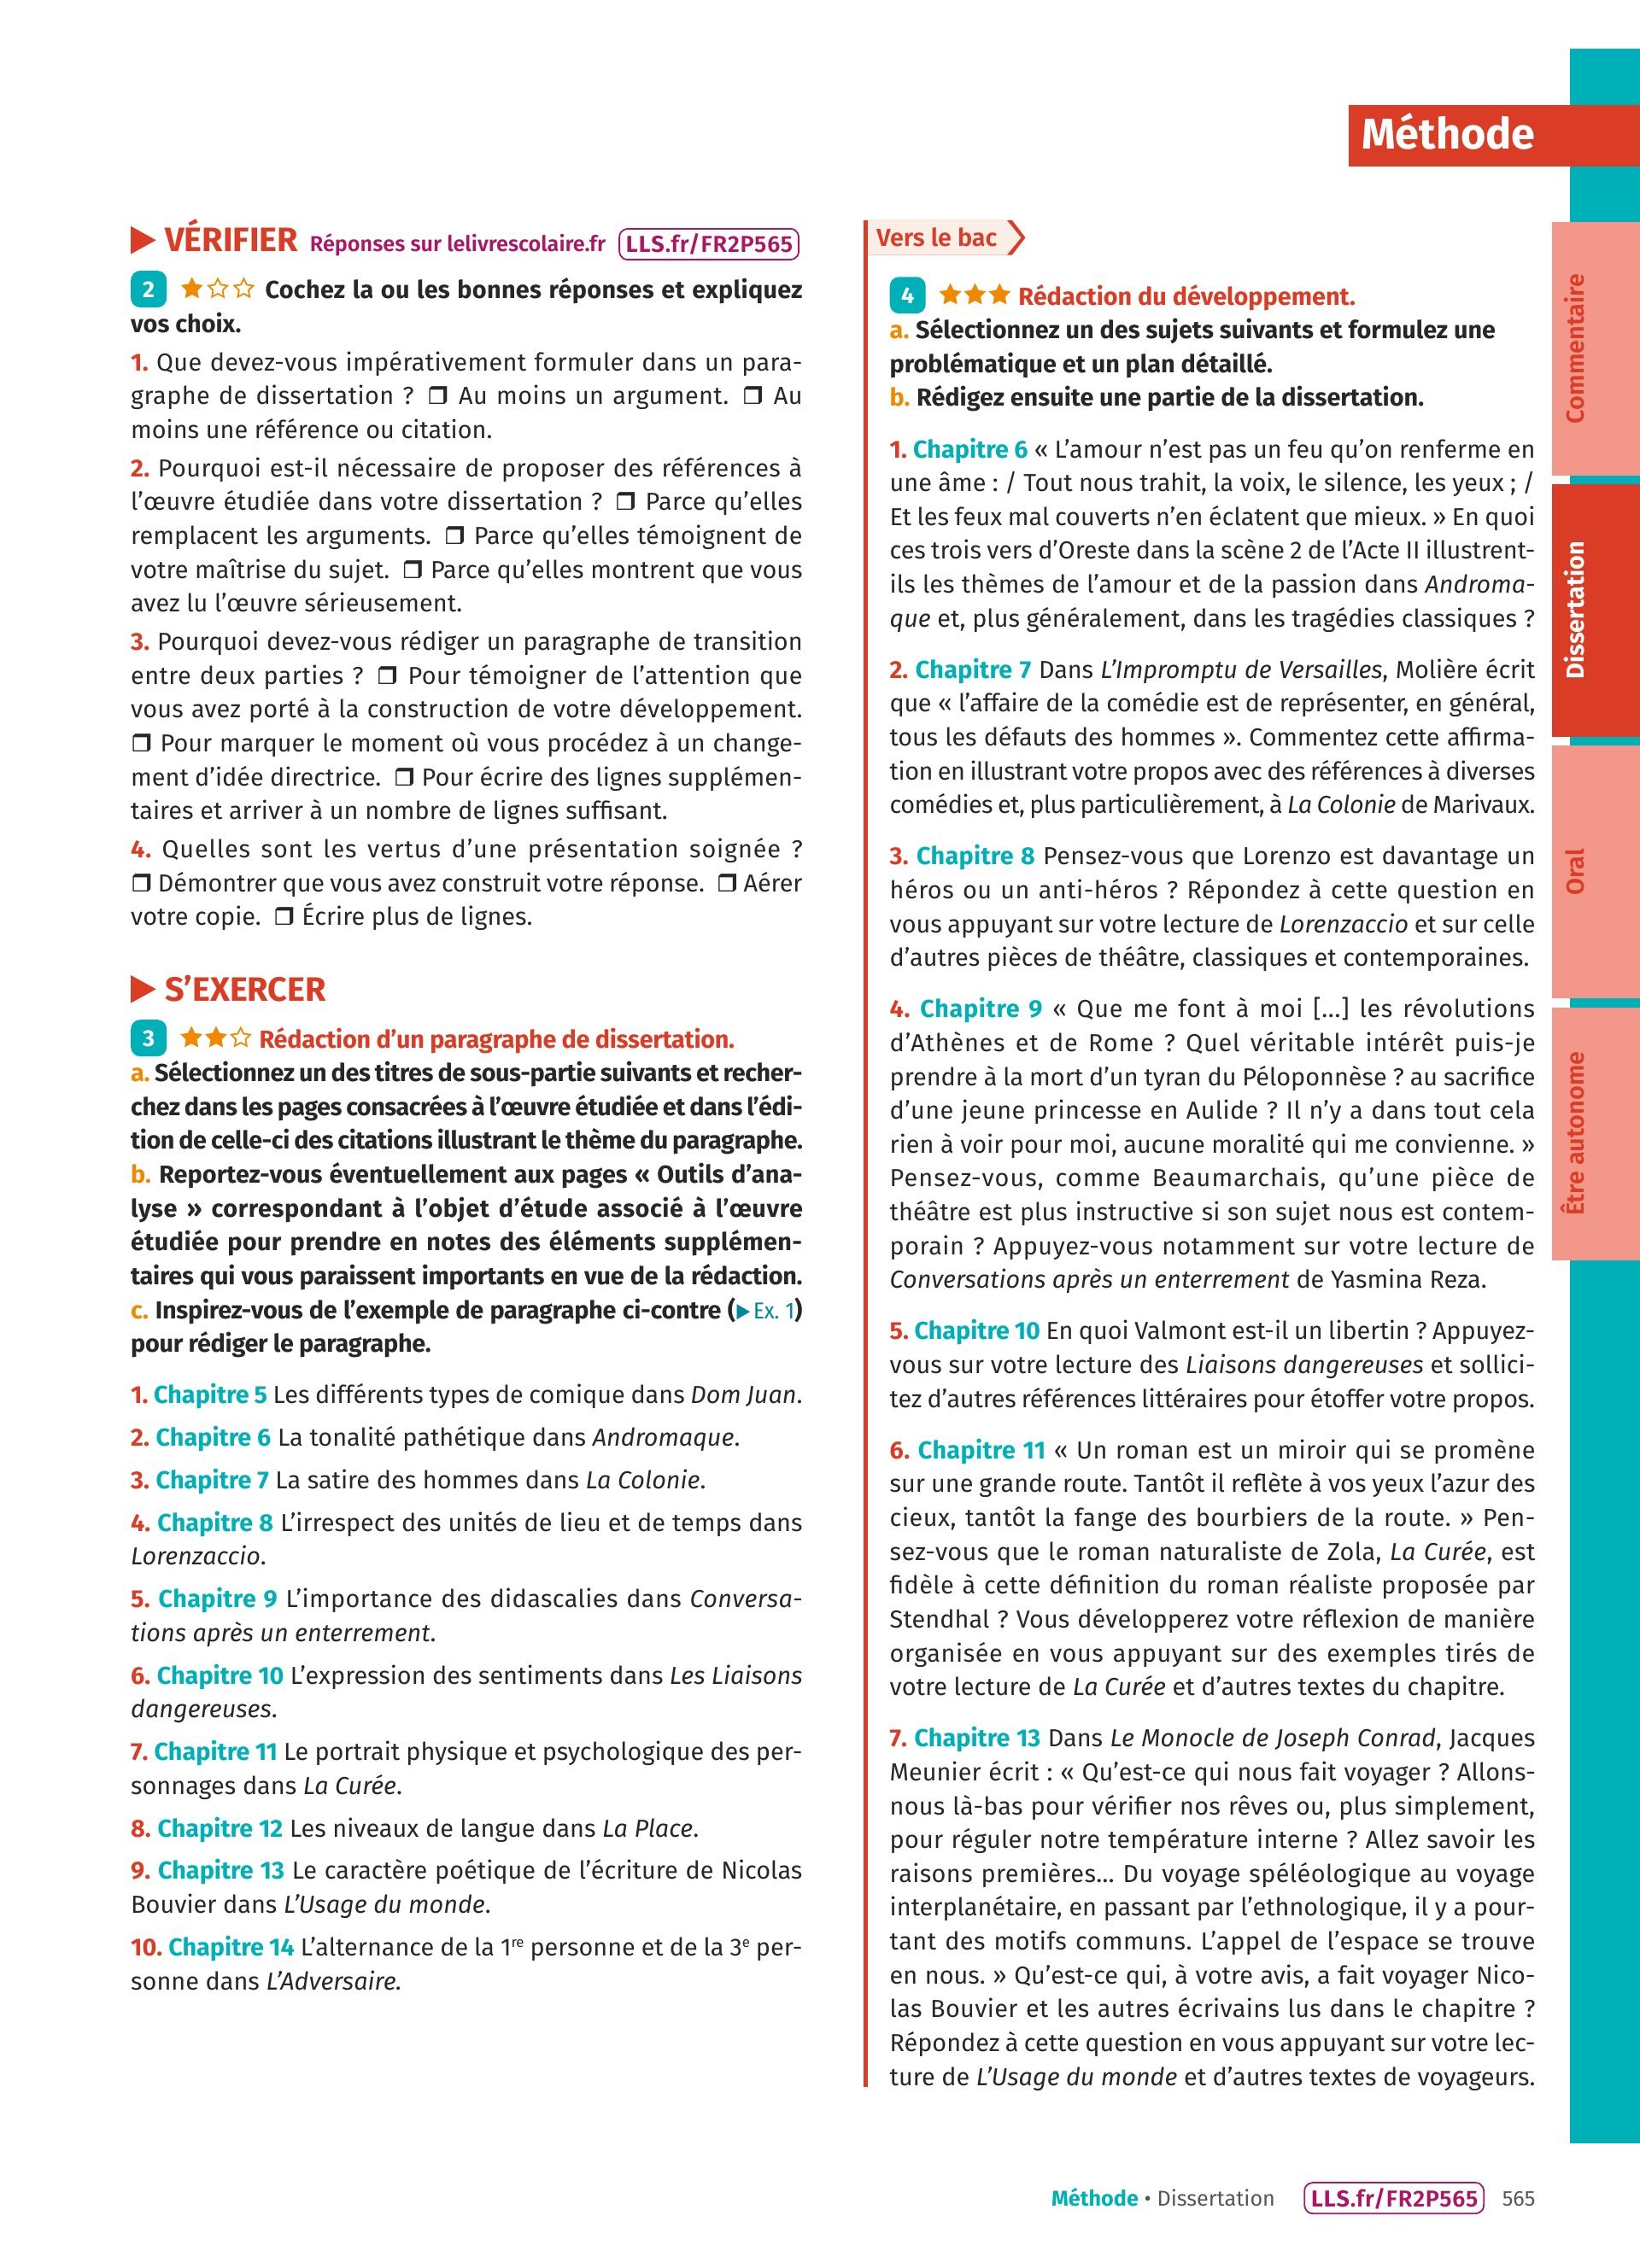 Méthode
▶ VÉRIFIER Réponses sur lelivrescolaire.fr LLS.fr/FR2P565
2 ★☆☆ Cochez la ou les bonnes réponses et expliquez
vos choix.
1. Que devez-vous impérativement formuler dans un para-
graphe de dissertation ? ❒ Au moins un argument. ❒ Au
moins une référence ou citation.
2. Pourquoi est-il nécessaire de proposer des références à
l’œuvre étudiée dans votre dissertation ? ❒ Parce qu’elles
remplacent les arguments. ❒ Parce qu’elles témoignent de
votre maîtrise du sujet. ❒ Parce qu’elles montrent que vous
avez lu l’œuvre sérieusement.
3. Pourquoi devez-vous rédiger un paragraphe de transition
entre deux parties ? ❒ Pour témoigner de l’attention que
vous avez porté à la construction de votre développement.
❒ Pour marquer le moment où vous procédez à un change-
ment d’idée directrice. ❒ Pour écrire des lignes supplémen-
taires et arriver à un nombre de lignes suffisant.
4. Quelles sont les vertus d’une présentation soignée ?
❒ Démontrer que vous avez construit votre réponse. ❒ Aérer
votre copie. ❒ Écrire plus de lignes.
▶ S’EXERCER
3 ★★☆ Rédaction d’un paragraphe de dissertation.
a. Sélectionnez un des titres de sous-partie suivants et recher-
chez dans les pages consacrées à l’œuvre étudiée et dans l’édi-
tion de celle-ci des citations illustrant le thème du paragraphe.
b. Reportez-vous éventuellement aux pages « Outils d’ana-
lyse » correspondant à l’objet d’étude associé à l’œuvre
étudiée pour prendre en notes des éléments supplémen-
taires qui vous paraissent importants en vue de la rédaction.
c. Inspirez-vous de l’exemple de paragraphe ci-contre (▶ Ex. 1)
pour rédiger le paragraphe.
1. Chapitre 5 Les différents types de comique dans Dom Juan.
2. Chapitre 6 La tonalité pathétique dans Andromaque.
3. Chapitre 7 La satire des hommes dans La Colonie.
4. Chapitre 8 L’irrespect des unités de lieu et de temps dans
Lorenzaccio.
5. Chapitre 9 L’importance des didascalies dans Conversa-
tions après un enterrement.
6. Chapitre 10 L’expression des sentiments dans Les Liaisons
dangereuses.
7. Chapitre 11 Le portrait physique et psychologique des per-
sonnages dans La Curée.
8. Chapitre 12 Les niveaux de langue dans La Place.
9. Chapitre 13 Le caractère poétique de l’écriture de Nicolas
Bouvier dans L’Usage du monde.
10. Chapitre 14 L’alternance de la 1re personne et de la 3e per-
sonne dans L’Adversaire.
Vers le bac
4 ★★★ Rédaction du développement.
a. Sélectionnez un des sujets suivants et formulez une
problématique et un plan détaillé.
b. Rédigez ensuite une partie de la dissertation.
1. Chapitre 6 « L’amour n’est pas un feu qu’on renferme en
une âme : / Tout nous trahit, la voix, le silence, les yeux ; /
Et les feux mal couverts n’en éclatent que mieux. » En quoi
ces trois vers d’Oreste dans la scène 2 de l’Acte II illustrent-
ils les thèmes de l’amour et de la passion dans Androma-
que et, plus généralement, dans les tragédies classiques ?
2. Chapitre 7 Dans L’Impromptu de Versailles, Molière écrit
que « l’affaire de la comédie est de représenter, en général,
tous les défauts des hommes ». Commentez cette affirma-
tion en illustrant votre propos avec des références à diverses
comédies et, plus particulièrement, à La Colonie de Marivaux.
3. Chapitre 8 Pensez-vous que Lorenzo est davantage un
héros ou un anti-héros ? Répondez à cette question en
vous appuyant sur votre lecture de Lorenzaccio et sur celle
d’autres pièces de théâtre, classiques et contemporaines.
4. Chapitre 9 « Que me font à moi [...] les révolutions
d’Athènes et de Rome ? Quel véritable intérêt puis-je
prendre à la mort d’un tyran du Péloponnèse ? au sacrifice
d’une jeune princesse en Aulide ? Il n’y a dans tout cela
rien à voir pour moi, aucune moralité qui me convienne. »
Pensez-vous, comme Beaumarchais, qu’une pièce de
théâtre est plus instructive si son sujet nous est contem-
porain ? Appuyez-vous notamment sur votre lecture de
Conversations après un enterrement de Yasmina Reza.
5. Chapitre 10 En quoi Valmont est-il un libertin ? Appuyez-
vous sur votre lecture des Liaisons dangereuses et sollici-
tez d’autres références littéraires pour étoffer votre propos.
6. Chapitre 11 « Un roman est un miroir qui se promène
sur une grande route. Tantôt il reflète à vos yeux l’azur des
cieux, tantôt la fange des bourbiers de la route. » Pen-
sez-vous que le roman naturaliste de Zola, La Curée, est
fidèle à cette définition du roman réaliste proposée par
Stendhal ? Vous développerez votre réflexion de manière
organisée en vous appuyant sur des exemples tirés de
votre lecture de La Curée et d’autres textes du chapitre.
7. Chapitre 13 Dans Le Monocle de Joseph Conrad, Jacques
Meunier écrit : « Qu’est-ce qui nous fait voyager ? Allons-
nous là-bas pour vérifier nos rêves ou, plus simplement,
pour réguler notre température interne ? Allez savoir les
raisons premières... Du voyage spéléologique au voyage
interplanétaire, en passant par l’ethnologique, il y a pour-
tant des motifs communs. L’appel de l’espace se trouve
en nous. » Qu’est-ce qui, à votre avis, a fait voyager Nico-
las Bouvier et les autres écrivains lus dans le chapitre ?
Répondez à cette question en vous appuyant sur votre lec-
ture de L’Usage du monde et d’autres textes de voyageurs.
Commentaire
Dissertation
Oral
Être autonome
Méthode • Dissertation LLS.fr/FR2P565 565